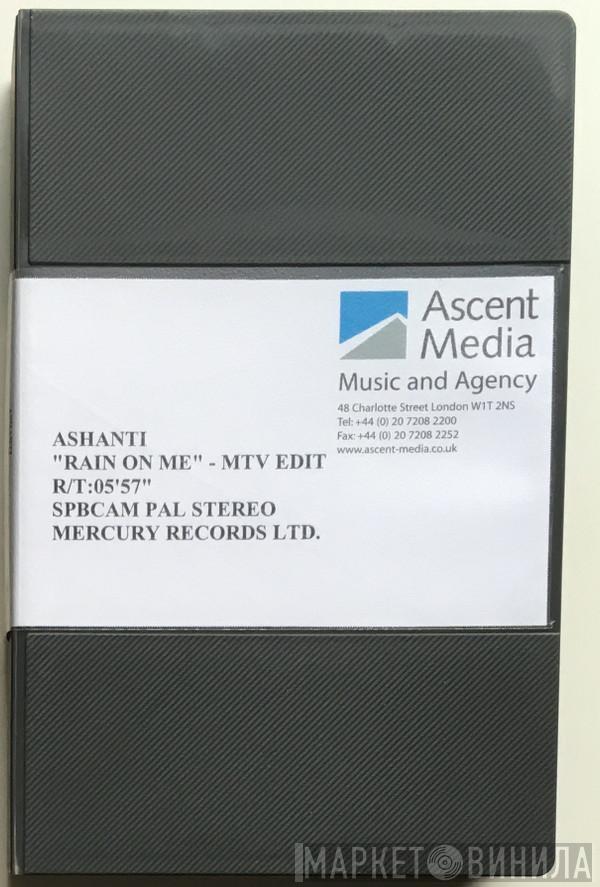 Ascent
Media
Music and Agency
48 Charlotte Street London W1T 2NS
Tel: +44 (0) 20 7208 2200
Fax: +44 (0) 20 7208 2252
www.ascent-media.co.uk
ASHANTI
"RAIN ON ME" - MTV EDIT
R/T:05'57"
SPBCAM PAL STEREO
MERCURY RECORDS LTD.
МАРКЕТ ВИНИЛА